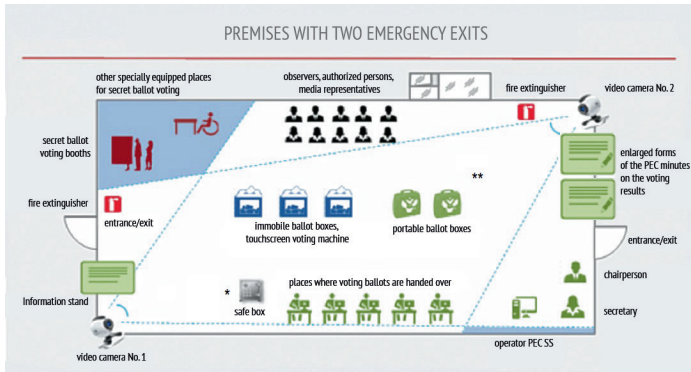 PREMISES WITH TWO EMERGENCY EXITS
other specially equipped places
for secret ballot voting
observers, authorized persons,
media representatives
fire extinguisher
video camera No. 2
secret ballot
voting booths
enlarged forms
of the PEC minutes
on the voting
results
**
fire extinguisher
entrance/exit
immobile ballot boxes,
touchscreen voting machine
portable ballot boxes
entrance/exit
chairperson
Information stand
*
safe box
places where voting ballots are handed over
secretary
operator PEC SS
video camera No. 1